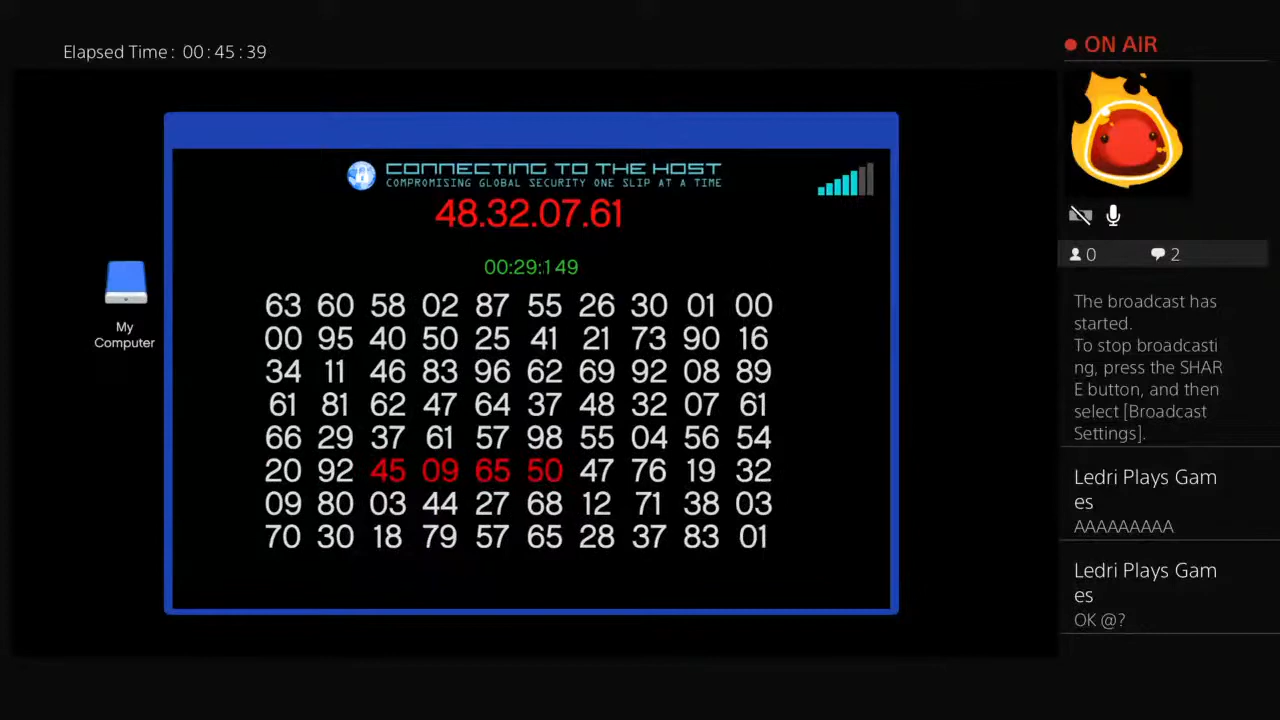 Elapsed Time: 00:45:39
ON AIR
CONNECTING TO THE HOST
COMPROMISING GLOBAL SECURITY ONE SLIP AT A TIME
48.32.07.61
00:29:149
63 60 58 02 87 55 26 30 01 00
00 95 40 50 25 41 21 73 90 16
34 11 46 83 96 62 69 92 08 89
61 81 62 47 64 37 48 32 07 61
66 29 37 61 57 98 55 04 56 54
20 92 45 09 65 50 47 76 19 32
09 80 03 44 27 68 12 71 38 03
70 30 18 79 57 65 28 37 83 01
My
Computer
0 2
The broadcast has
started.
To stop broadcasti
ng, press the SHAR
E button, and then
select [Broadcast
Settings].
Ledri Plays Gam
es
AAAAAAAAA
Ledri Plays Gam
es
OK @?